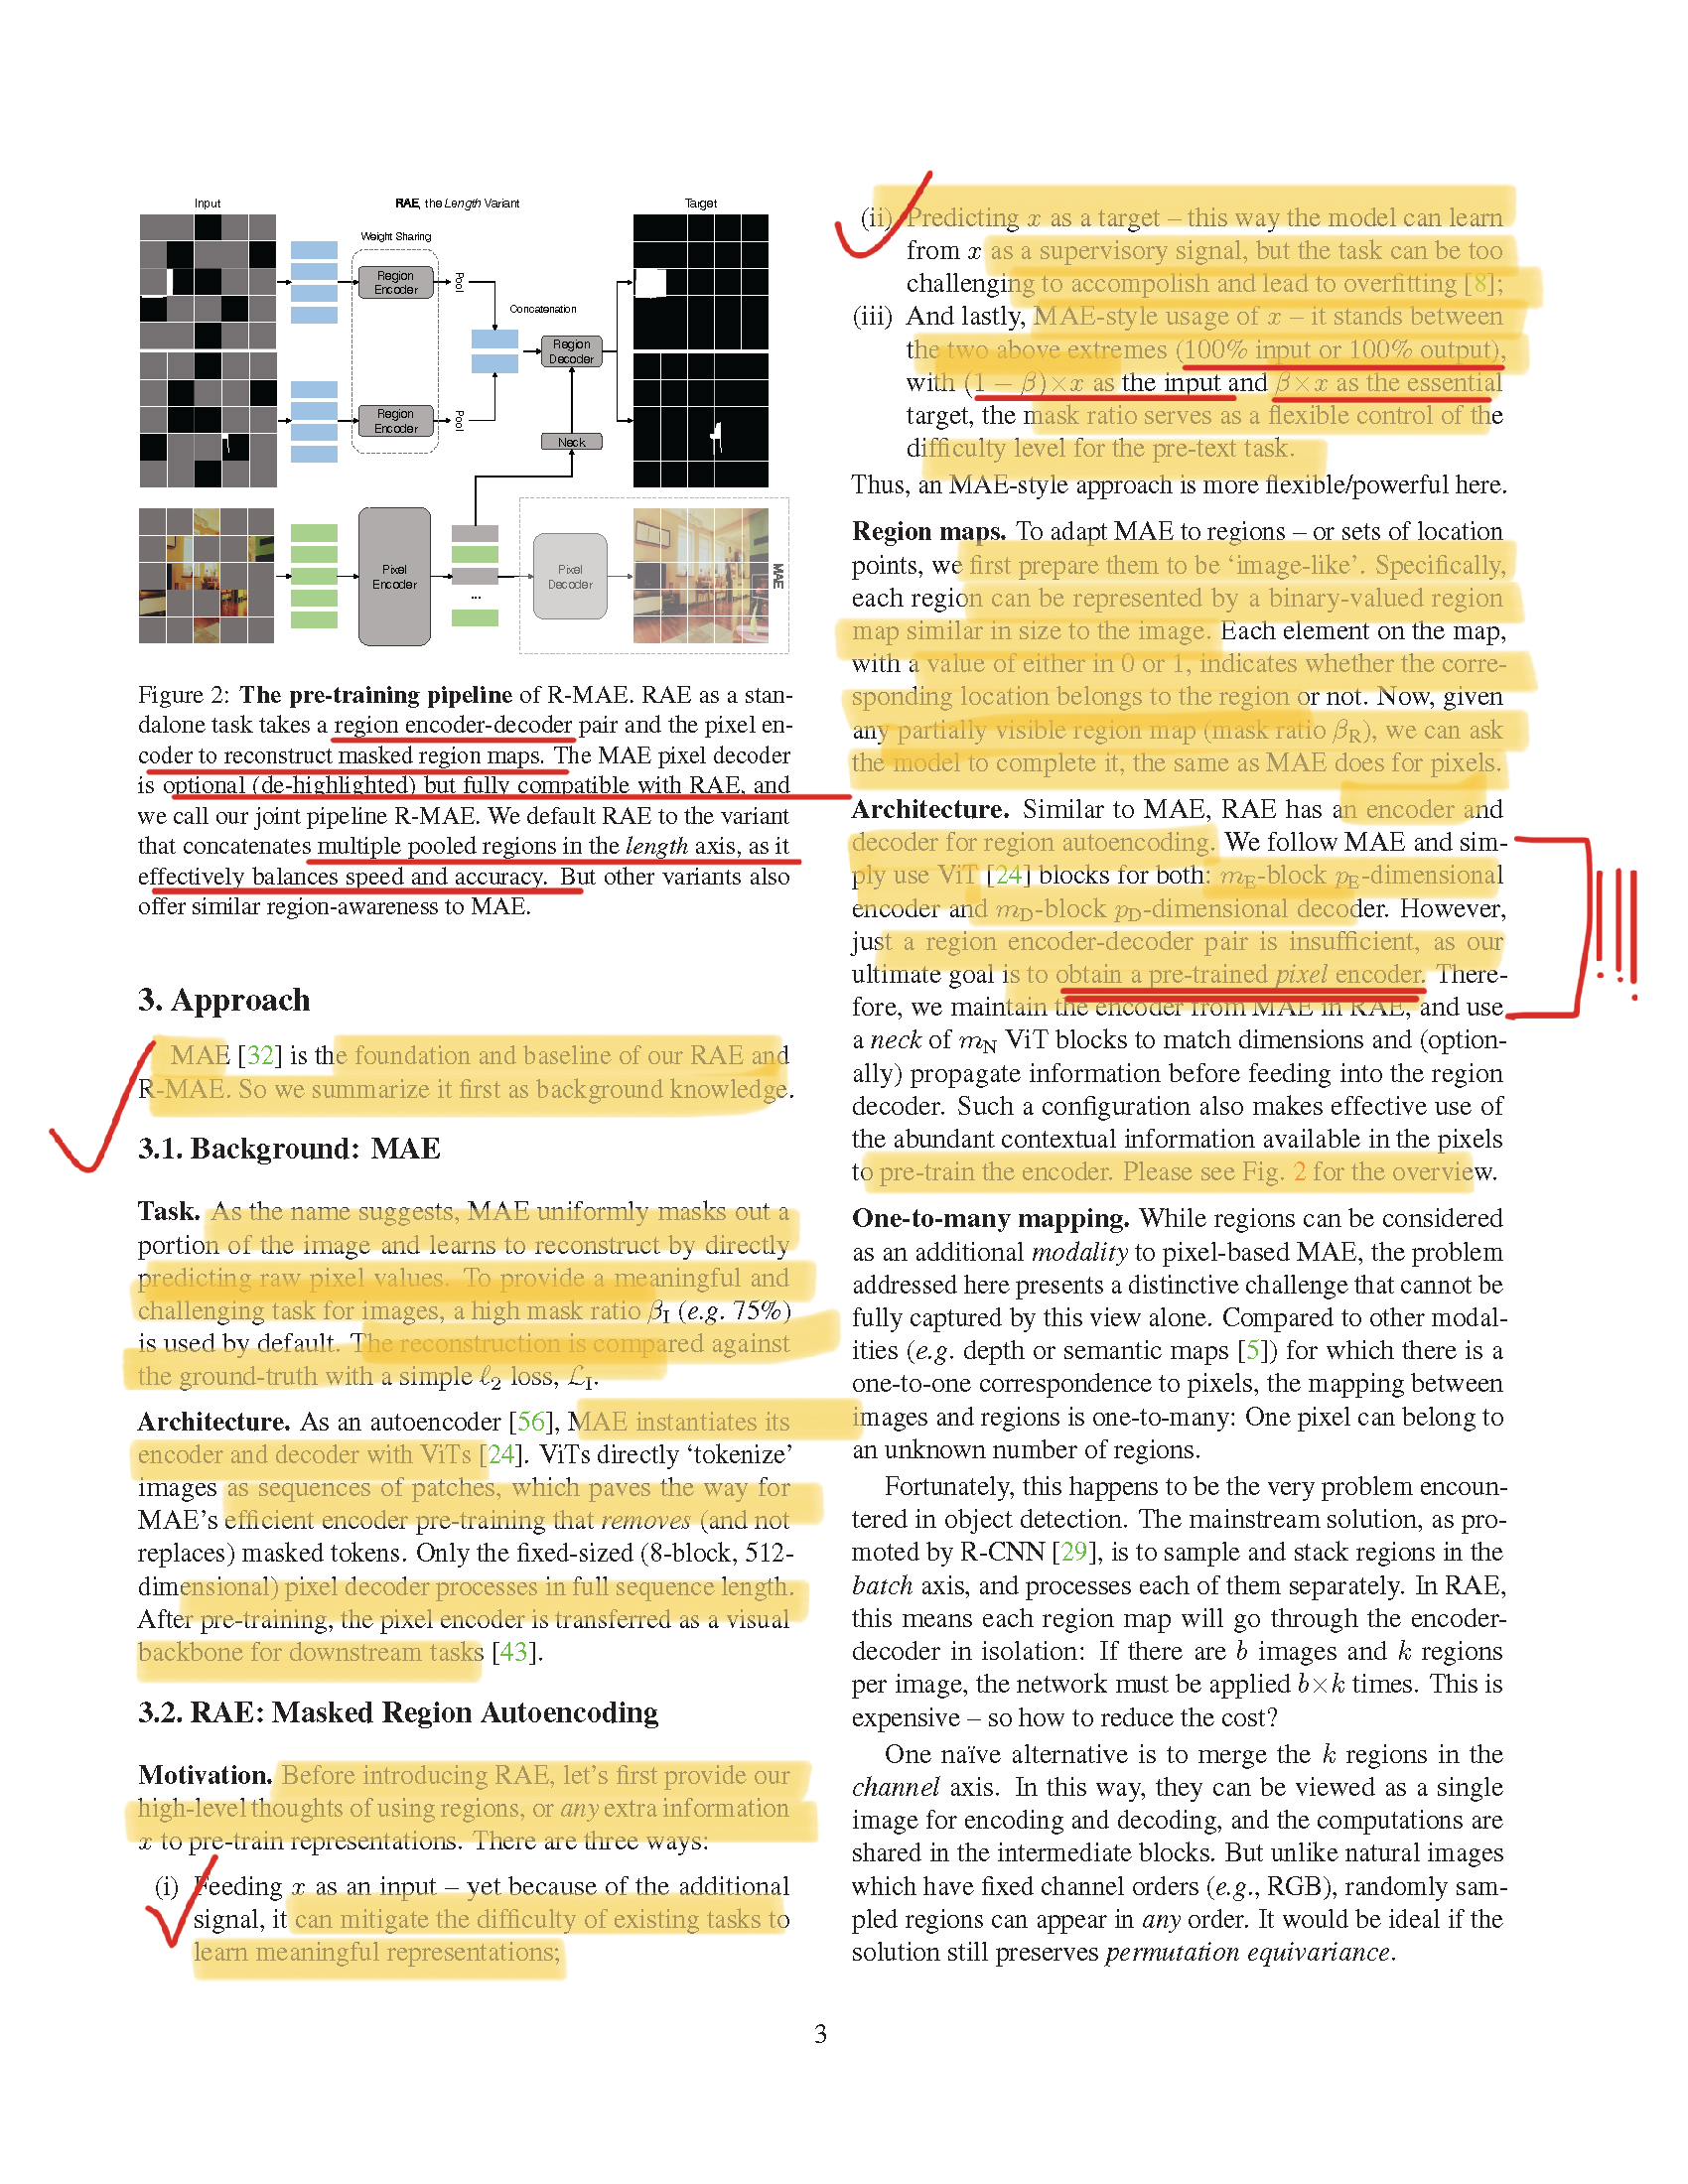 Input
RAE, the Length Variant
Target
Weight Sharing
Region
Encoder
Pool
Concatenation
Region
Decoder
Region
Encoder
Pool
Neck
Pixel
Encoder
...
Pixel
Decoder
MAE
Figure 2: The pre-training pipeline of R-MAE. RAE as a stan-
dalone task takes a region encoder-decoder pair and the pixel en-
coder to reconstruct masked region maps. The MAE pixel decoder
is optional (de-highlighted) but fully compatible with RAE, and
we call our joint pipeline R-MAE. We default RAE to the variant
that concatenates multiple pooled regions in the length axis, as it
effectively balances speed and accuracy. But other variants also
offer similar region-awareness to MAE.
3. Approach
MAE [32] is the foundation and baseline of our RAE and
R-MAE. So we summarize it first as background knowledge.
3.1. Background: MAE
Task. As the name suggests, MAE uniformly masks out a
portion of the image and learns to reconstruct by directly
predicting raw pixel values. To provide a meaningful and
challenging task for images, a high mask ratio β_I (e.g. 75%)
is used by default. The reconstruction is compared against
the ground-truth with a simple ℓ₂ loss, ℒ_I.
Architecture. As an autoencoder [56], MAE instantiates its
encoder and decoder with ViTs [24]. ViTs directly ‘tokenize’
images as sequences of patches, which paves the way for
MAE’s efficient encoder pre-training that removes (and not
replaces) masked tokens. Only the fixed-sized (8-block, 512-
dimensional) pixel decoder processes in full sequence length.
After pre-training, the pixel encoder is transferred as a visual
backbone for downstream tasks [43].
3.2. RAE: Masked Region Autoencoding
Motivation. Before introducing RAE, let’s first provide our
high-level thoughts of using regions, or any extra information
x to pre-train representations. There are three ways:
(i) Feeding x as an input – yet because of the additional
signal, it can mitigate the difficulty of existing tasks to
learn meaningful representations;
(ii) Predicting x as a target – this way the model can learn
from x as a supervisory signal, but the task can be too
challenging to accompolish and lead to overfitting [8];
(iii) And lastly, MAE-style usage of x – it stands between
the two above extremes (100% input or 100% output),
with (1 − β)×x as the input and β×x as the essential
target, the mask ratio serves as a flexible control of the
difficulty level for the pre-text task.
Thus, an MAE-style approach is more flexible/powerful here.
Region maps. To adapt MAE to regions – or sets of location
points, we first prepare them to be ‘image-like’. Specifically,
each region can be represented by a binary-valued region
map similar in size to the image. Each element on the map,
with a value of either in 0 or 1, indicates whether the corre-
sponding location belongs to the region or not. Now, given
any partially visible region map (mask ratio β_R), we can ask
the model to complete it, the same as MAE does for pixels.
Architecture. Similar to MAE, RAE has an encoder and
decoder for region autoencoding. We follow MAE and sim-
ply use ViT [24] blocks for both: m_E-block p_E-dimensional
encoder and m_D-block p_D-dimensional decoder. However,
just a region encoder-decoder pair is insufficient, as our
ultimate goal is to obtain a pre-trained pixel encoder. There-
fore, we maintain the encoder from MAE in RAE, and use
a neck of m_N ViT blocks to match dimensions and (option-
ally) propagate information before feeding into the region
decoder. Such a configuration also makes effective use of
the abundant contextual information available in the pixels
to pre-train the encoder. Please see Fig. 2 for the overview.
One-to-many mapping. While regions can be considered
as an additional modality to pixel-based MAE, the problem
addressed here presents a distinctive challenge that cannot be
fully captured by this view alone. Compared to other modal-
ities (e.g. depth or semantic maps [5]) for which there is a
one-to-one correspondence to pixels, the mapping between
images and regions is one-to-many: One pixel can belong to
an unknown number of regions.
Fortunately, this happens to be the very problem encoun-
tered in object detection. The mainstream solution, as pro-
moted by R-CNN [29], is to sample and stack regions in the
batch axis, and processes each of them separately. In RAE,
this means each region map will go through the encoder-
decoder in isolation: If there are b images and k regions
per image, the network must be applied b×k times. This is
expensive – so how to reduce the cost?
One naïve alternative is to merge the k regions in the
channel axis. In this way, they can be viewed as a single
image for encoding and decoding, and the computations are
shared in the intermediate blocks. But unlike natural images
which have fixed channel orders (e.g., RGB), randomly sam-
pled regions can appear in any order. It would be ideal if the
solution still preserves permutation equivariance.
!!!
3